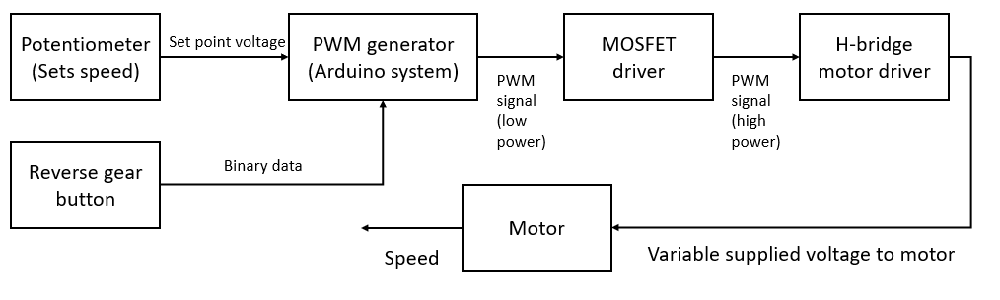 Potentiometer
(Sets speed)
Set point voltage
PWM generator
(Arduino system)
PWM
signal
(low
power)
MOSFET
driver
PWM
signal
(high
power)
H-bridge
motor driver
Reverse gear
button
Binary data
Motor
Speed
Variable supplied voltage to motor